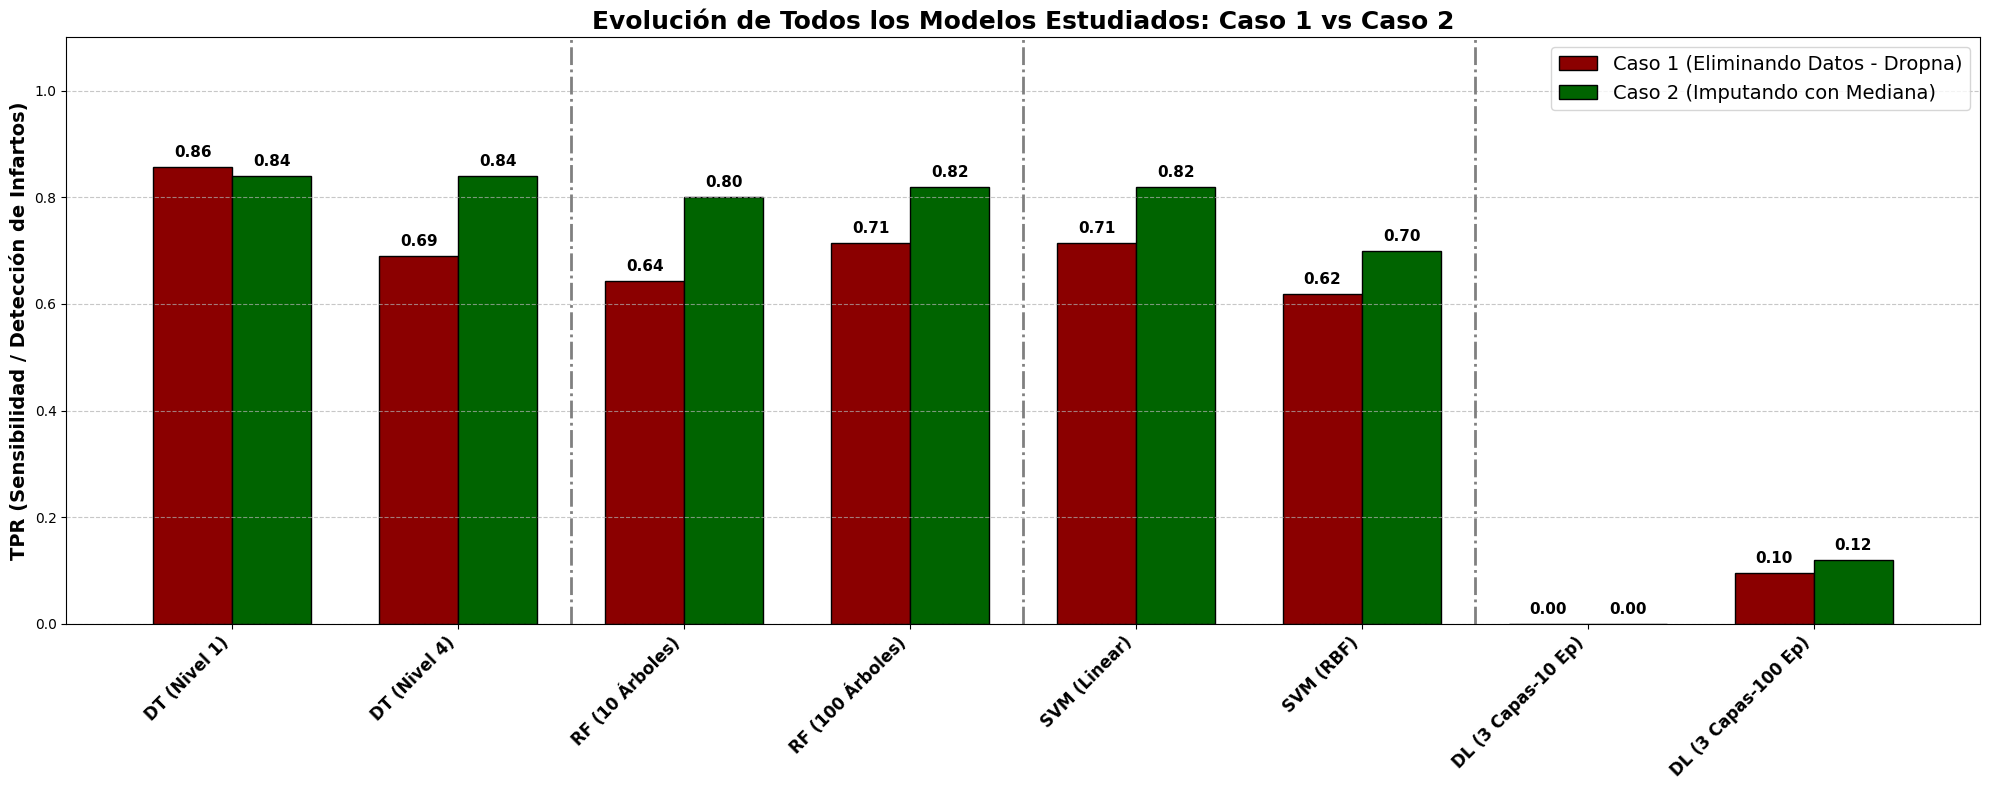 Evolución de Todos los Modelos Estudiados: Caso 1 vs Caso 2
Caso 1 (Eliminando Datos - Dropna)
Caso 2 (Imputando con Mediana)
TPR (Sensibilidad / Detección de Infartos)
1.0
0.8
0.6
0.4
0.2
0.0
0.86
0.84
0.69
0.84
0.64
0.80
0.71
0.82
0.71
0.82
0.62
0.70
0.00
0.00
0.10
0.12
DT (Nivel 1)
DT (Nivel 4)
RF (10 Árboles)
RF (100 Árboles)
SVM (Linear)
SVM (RBF)
DL (3 Capas-10 Ep)
DL (3 Capas-100 Ep)